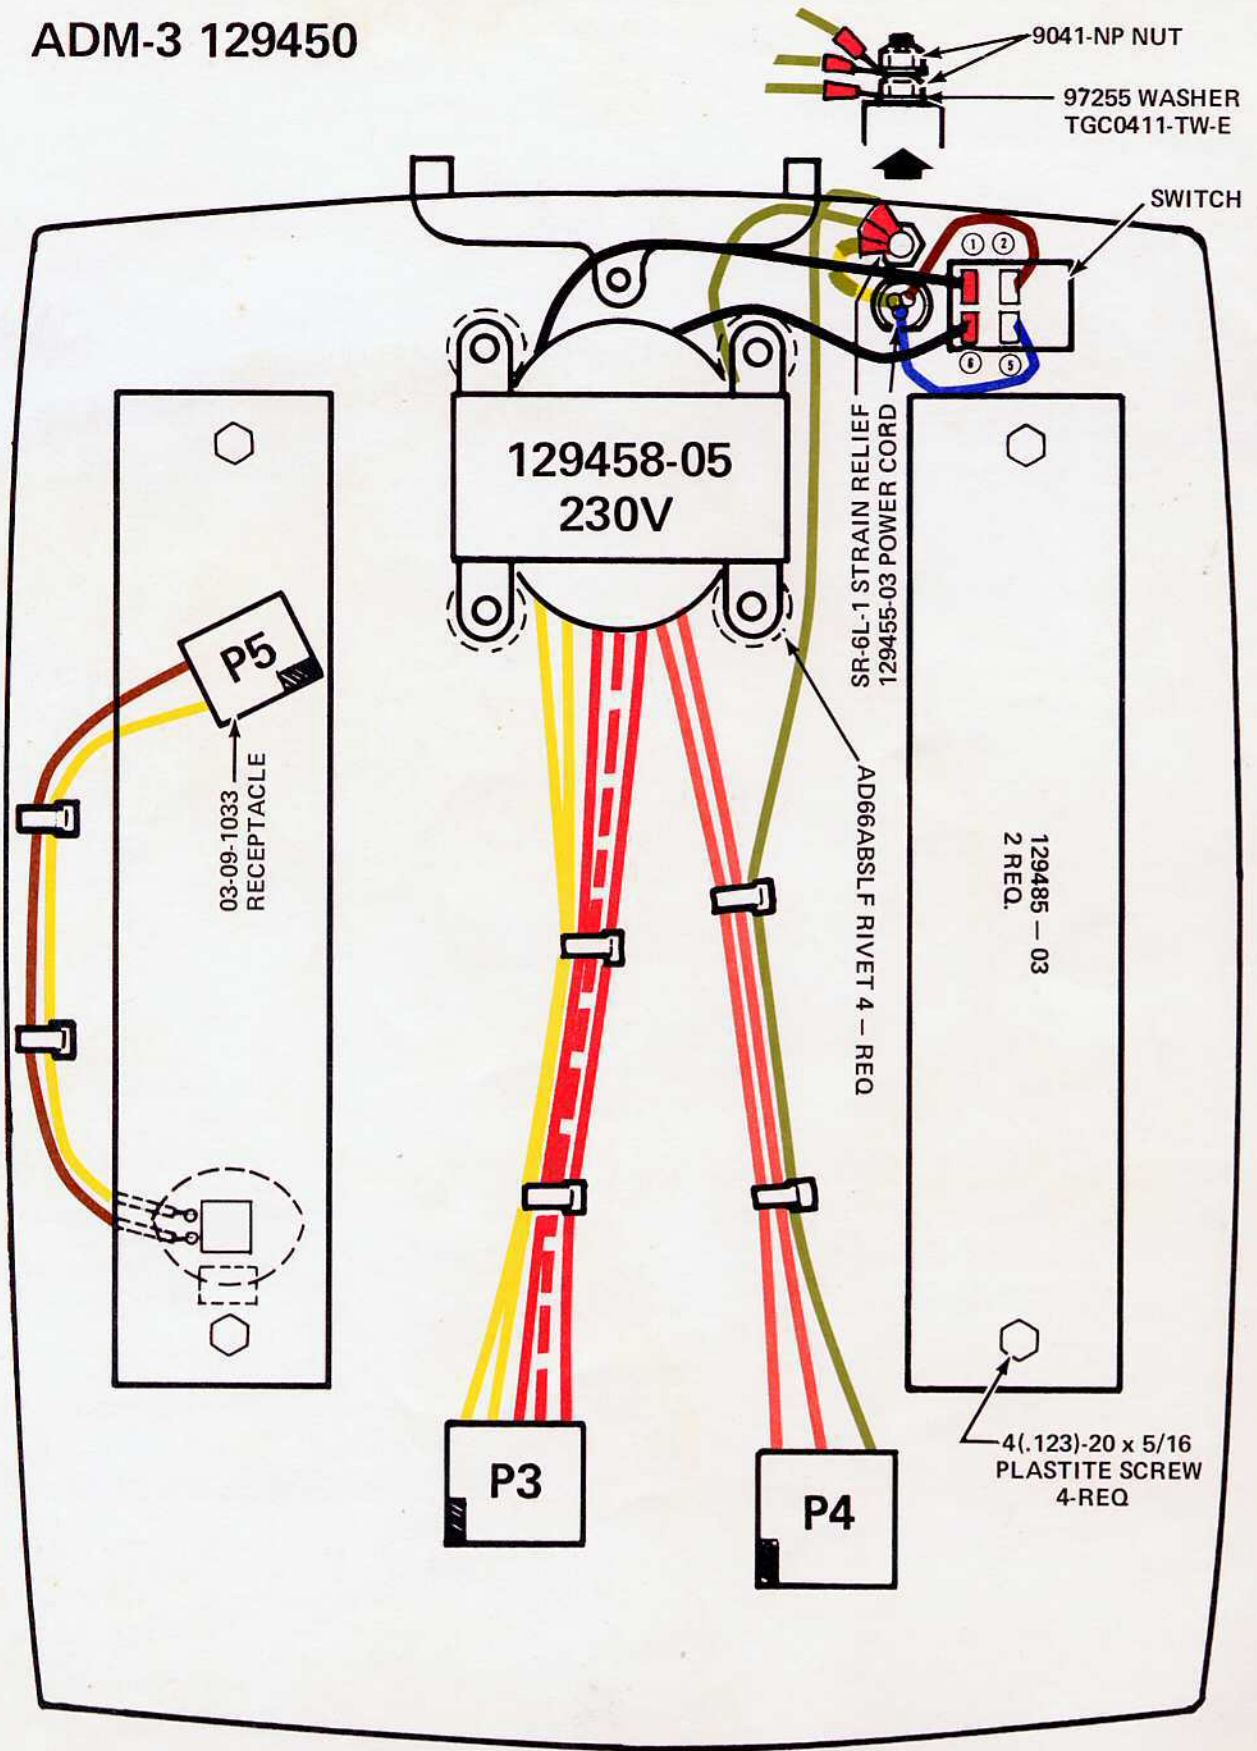 ADM-3 129450
9041-NP NUT
97255 WASHER
TGC0411-TW-E
SWITCH
1
2
6
5
129458-05
230V
SR-6L-1 STRAIN RELIEF
129455-03 POWER CORD
P5
03-09-1033
RECEPTACLE
AD66ABSLF RIVET 4 — REQ
129485 — 03
2 REQ.
4(.123)-20 x 5/16
PLASTITE SCREW
4-REQ
P3
P4